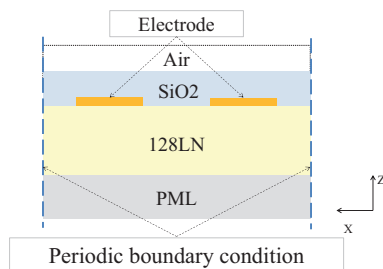 Electrode
Air
SiO2
128LN
PML
Z
X
Periodic boundary condition